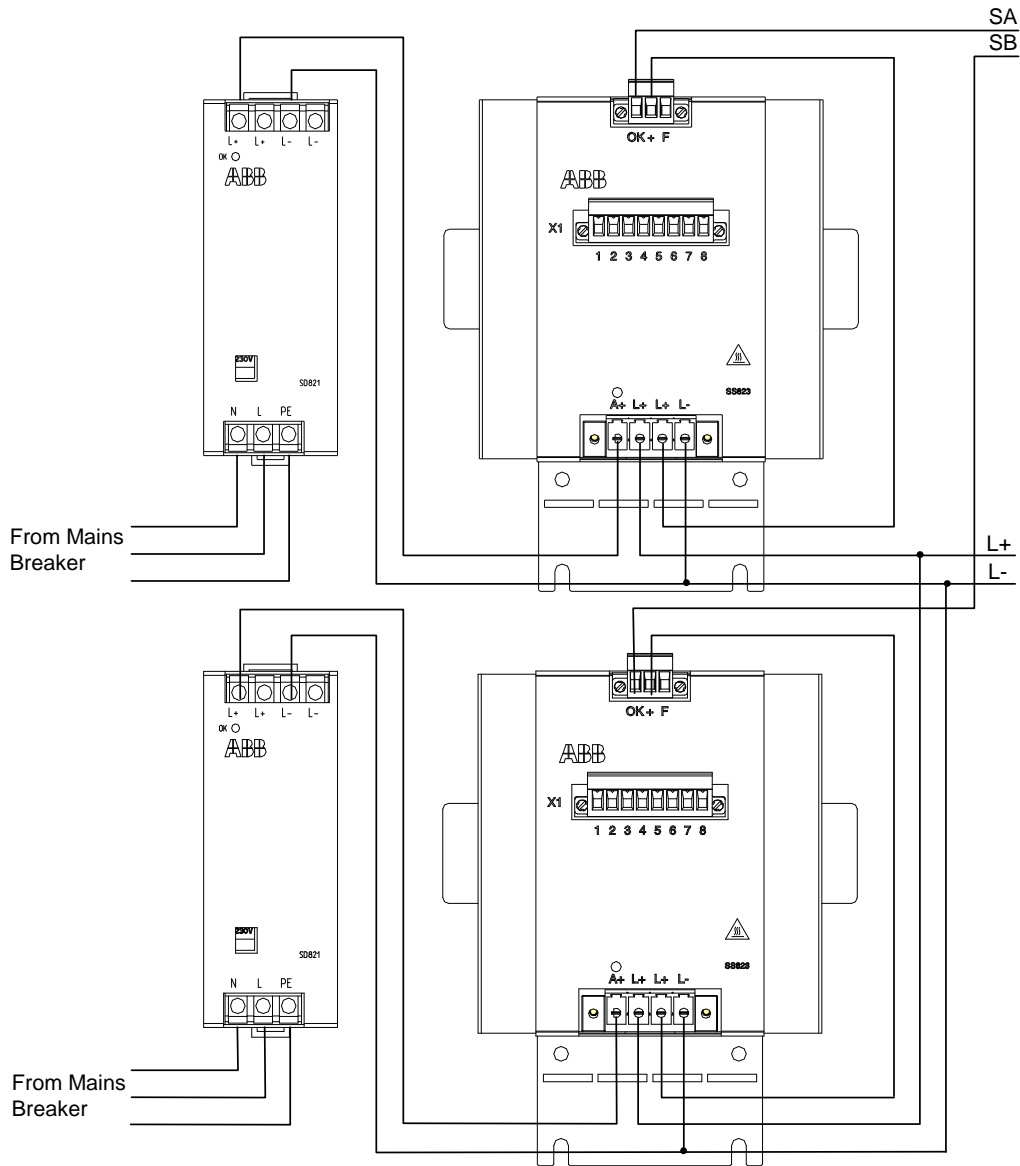 SA
SB
L+ L+ L- L-
OK
ABB
230V
SD821
N L PE
From Mains
Breaker
OK + F
ABB
X1
1 2 3 4 5 6 7 8
SS823
A+ L+ L+ L-
L+
L-
L+ L+ L- L-
OK
ABB
230V
SD821
N L PE
From Mains
Breaker
OK + F
ABB
X1
1 2 3 4 5 6 7 8
SS823
A+ L+ L+ L-